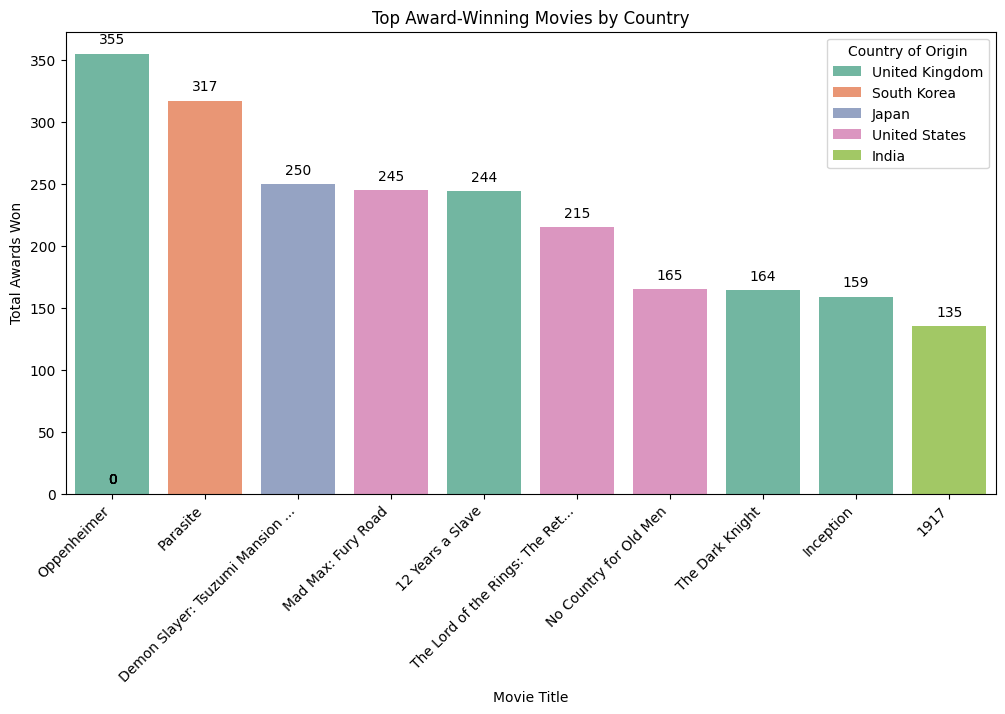 Top Award-Winning Movies by Country
Country of Origin
United Kingdom
South Korea
Japan
United States
India
Total Awards Won
350
300
250
200
150
100
50
0
355
317
250
245
244
215
165
164
159
135
0
Oppenheimer
Parasite
Demon Slayer: Tsuzumi Mansion ...
Mad Max: Fury Road
12 Years a Slave
The Lord of the Rings: The Ret...
No Country for Old Men
The Dark Knight
Inception
1917
Movie Title